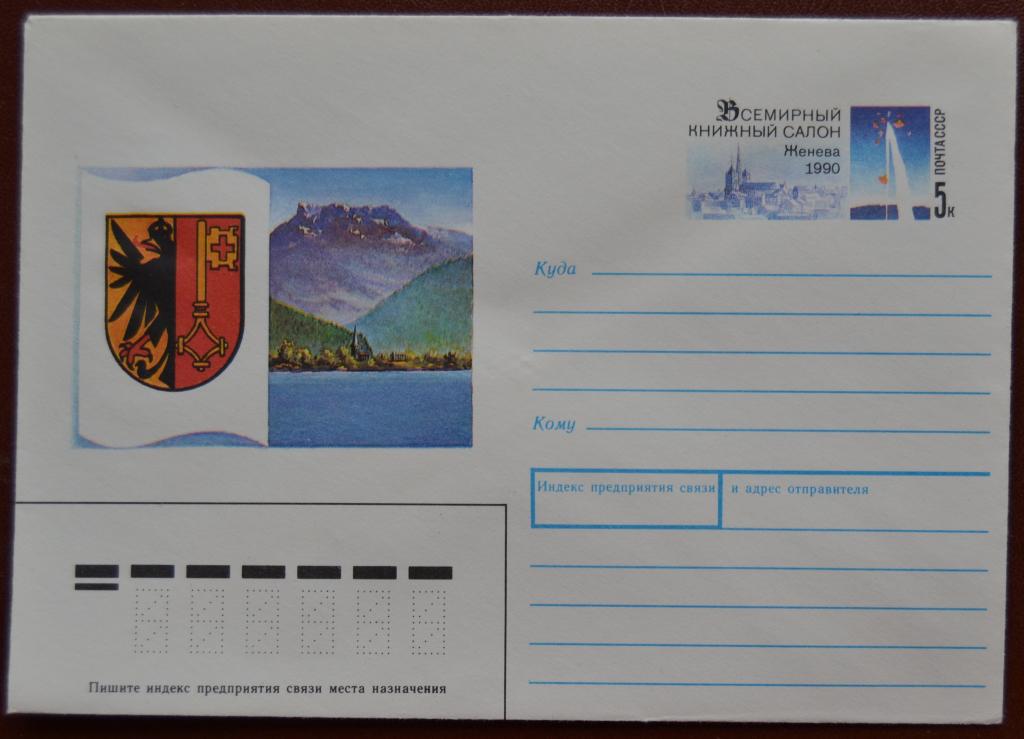 Всемирный
книжный салон
Женева
1990
ПОЧТА СССР
5к
Куда
Кому
Индекс предприятия связи и адрес отправителя
Пишите индекс предприятия связи места назначения